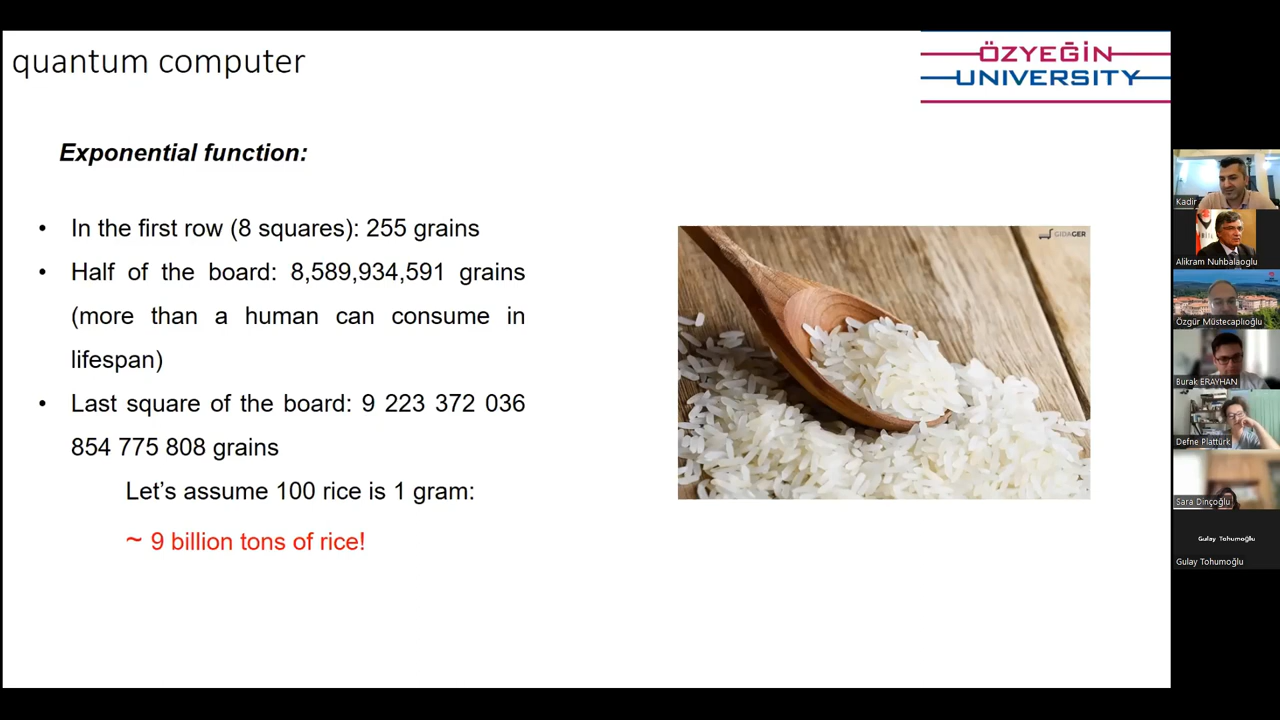 quantum computer
ÖZYEĞİN
UNIVERSITY
Exponential function:
• In the first row (8 squares): 255 grains
• Half of the board: 8,589,934,591 grains
(more than a human can consume in
lifespan)
• Last square of the board: 9 223 372 036
854 775 808 grains
Let's assume 100 rice is 1 gram:
~ 9 billion tons of rice!
GIDAGER
Kadir
Alikram Nuhbalaoglu
Özgür Müstecaplıoğlu
Burak ERAYHAN
Defne Plattürk
Sara Dinçoğlu
Gulay Tohumoğlu
Gulay Tohumoğlu